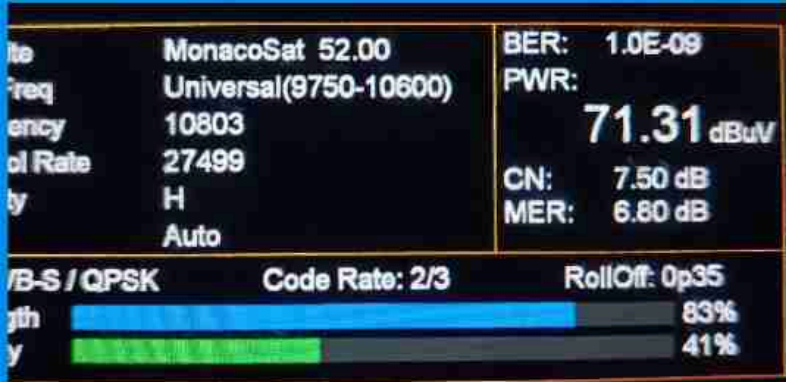 ite MonacoSat 52.00
Freq Universal(9750-10600)
ency 10803
ol Rate 27499
ty H
Auto
BER: 1.0E-09
PWR:
71.31 dBuV
CN: 7.50 dB
MER: 6.80 dB
VB-S / QPSK Code Rate: 2/3 RollOff: 0p35
gth 83%
y 41%